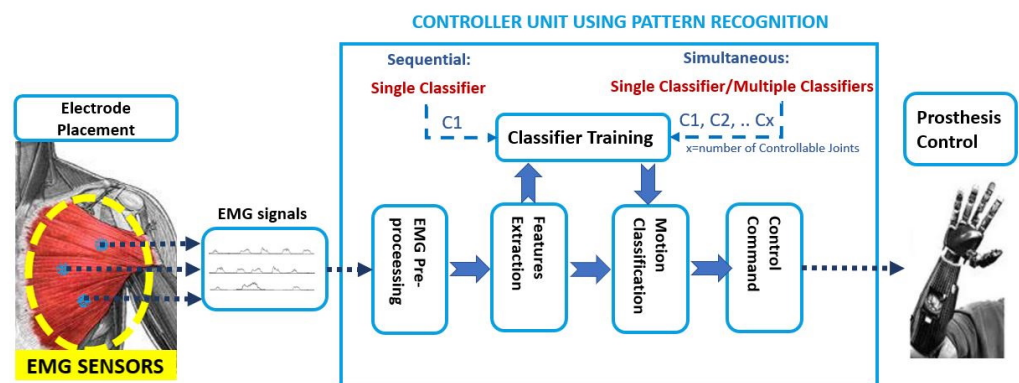 CONTROLLER UNIT USING PATTERN RECOGNITION
Electrode
Placement
EMG SENSORS
EMG signals
Sequential:
Single Classifier
C1
Simultaneous:
Single Classifier/Multiple Classifiers
C1, C2, .. Cx
x=number of Controllable Joints
Classifier Training
EMG Pre-
proceessing
Features
Extraction
Motion
Classification
Control
Command
Prosthesis
Control